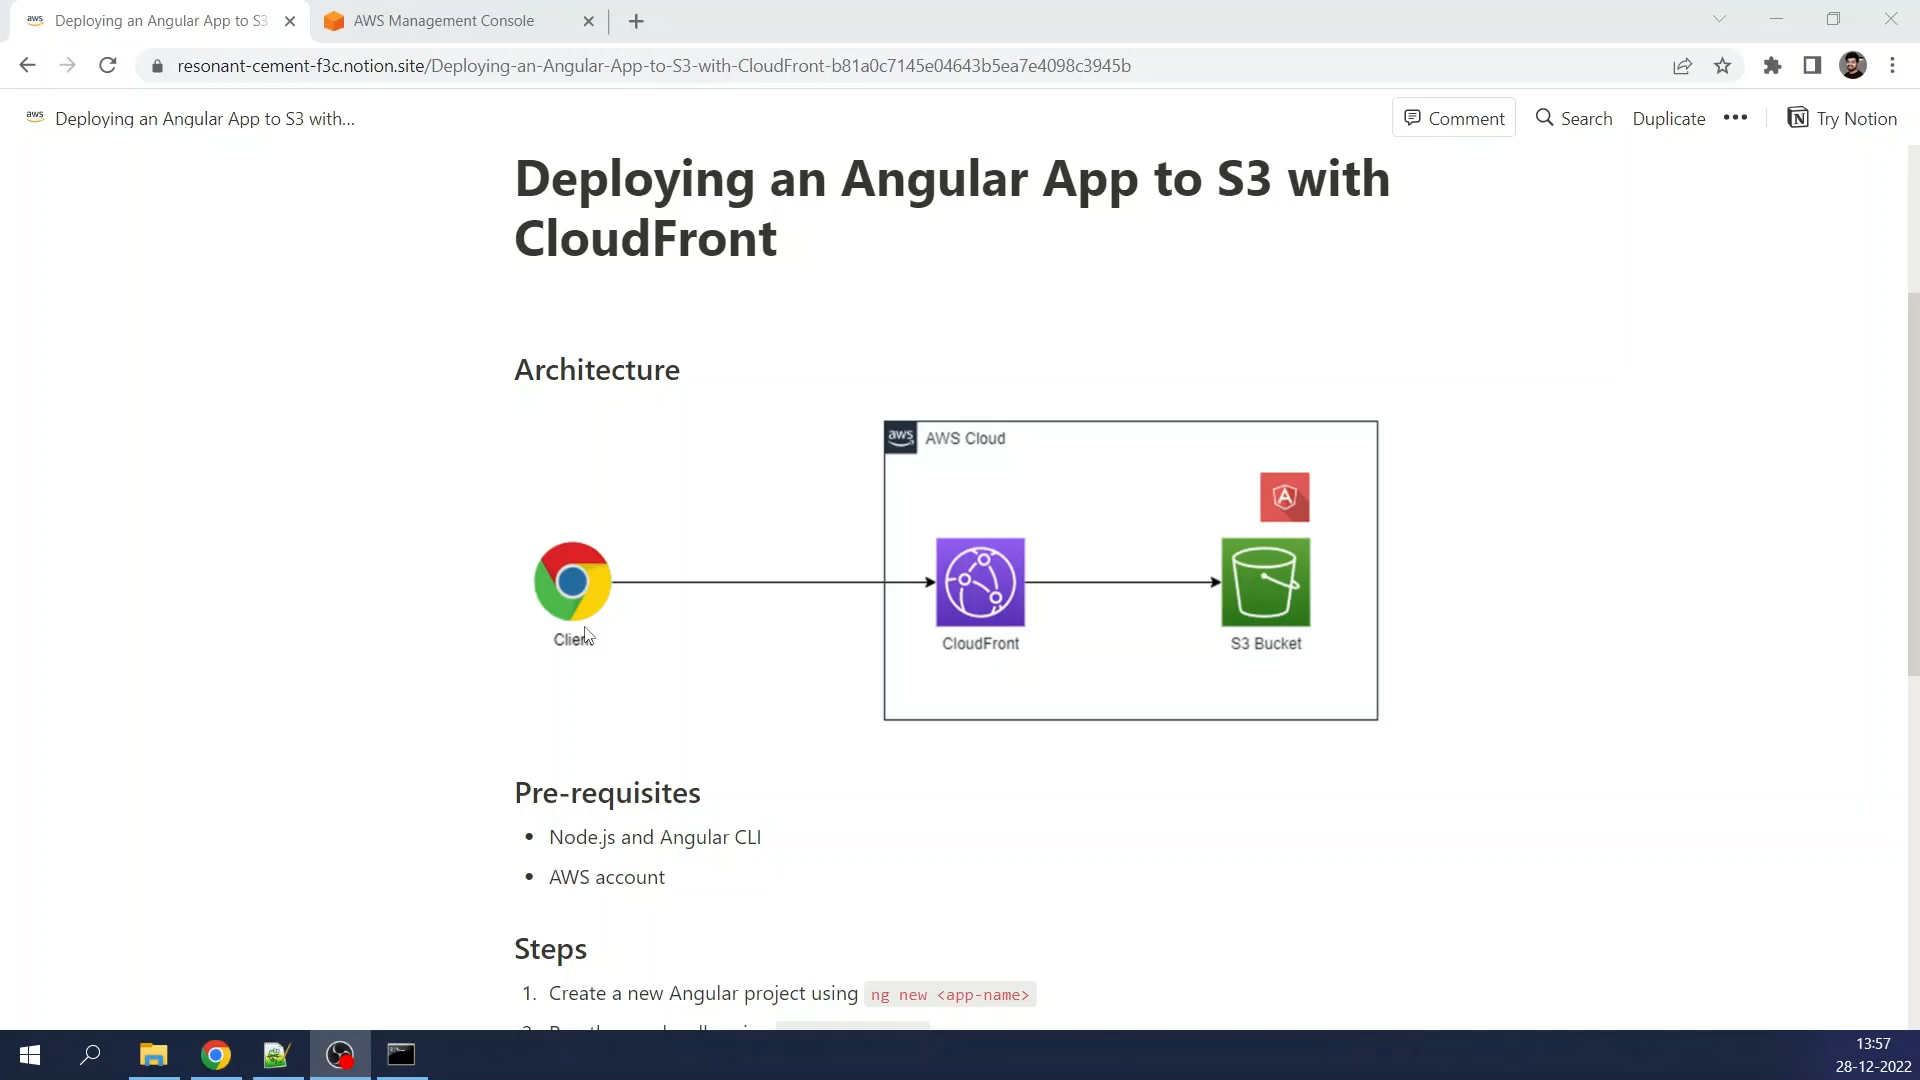 aws Deploying an Angular App to S3
AWS Management Console
resonant-cement-f3c.notion.site/Deploying-an-Angular-App-to-S3-with-CloudFront-b81a0c7145e04643b5ea7e4098c3945b
aws Deploying an Angular App to S3 with...
Comment
Search
Duplicate
Try Notion
Deploying an Angular App to S3 with
CloudFront
Architecture
aws AWS Cloud
Client
CloudFront
S3 Bucket
Pre-requisites
• Node.js and Angular CLI
• AWS account
Steps
1. Create a new Angular project using ng new <app-name>
13:57
28-12-2022